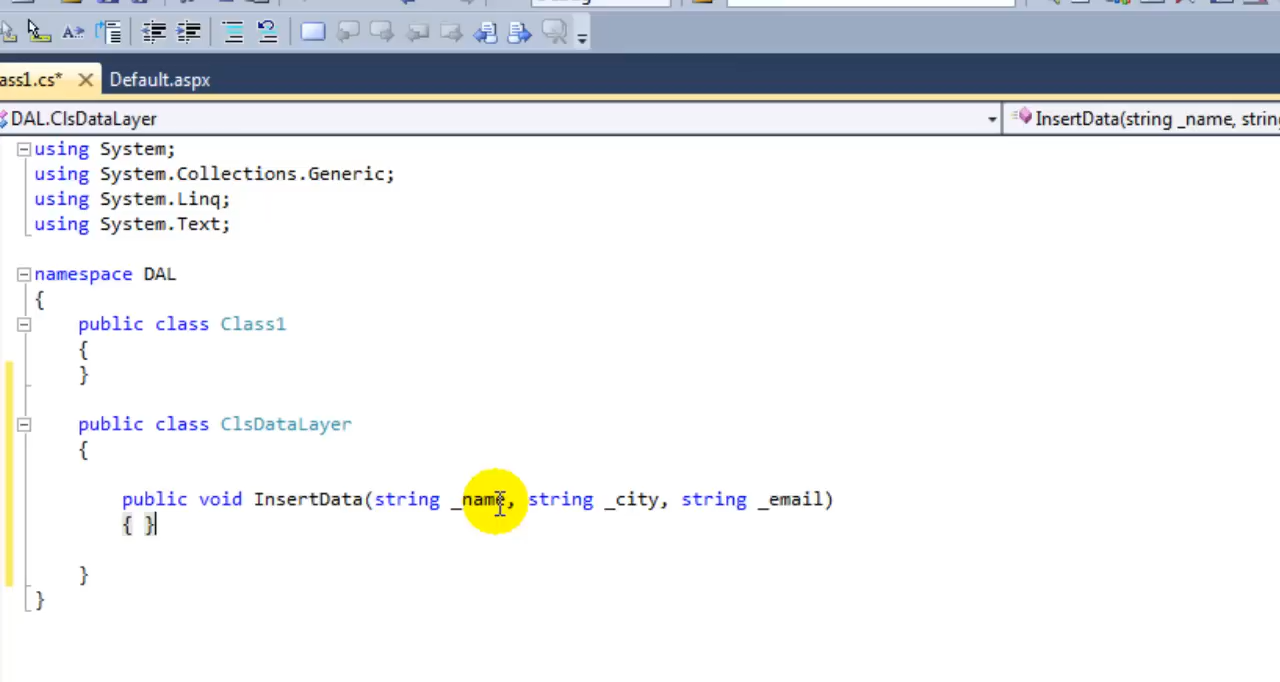 ass1.cs* Default.aspx
DAL.ClsDataLayer InsertData(string _name, string
using System;
using System.Collections.Generic;
using System.Linq;
using System.Text;
namespace DAL
{
public class Class1
{
}
public class ClsDataLayer
{
public void InsertData(string _name, string _city, string _email)
{ }
}
}